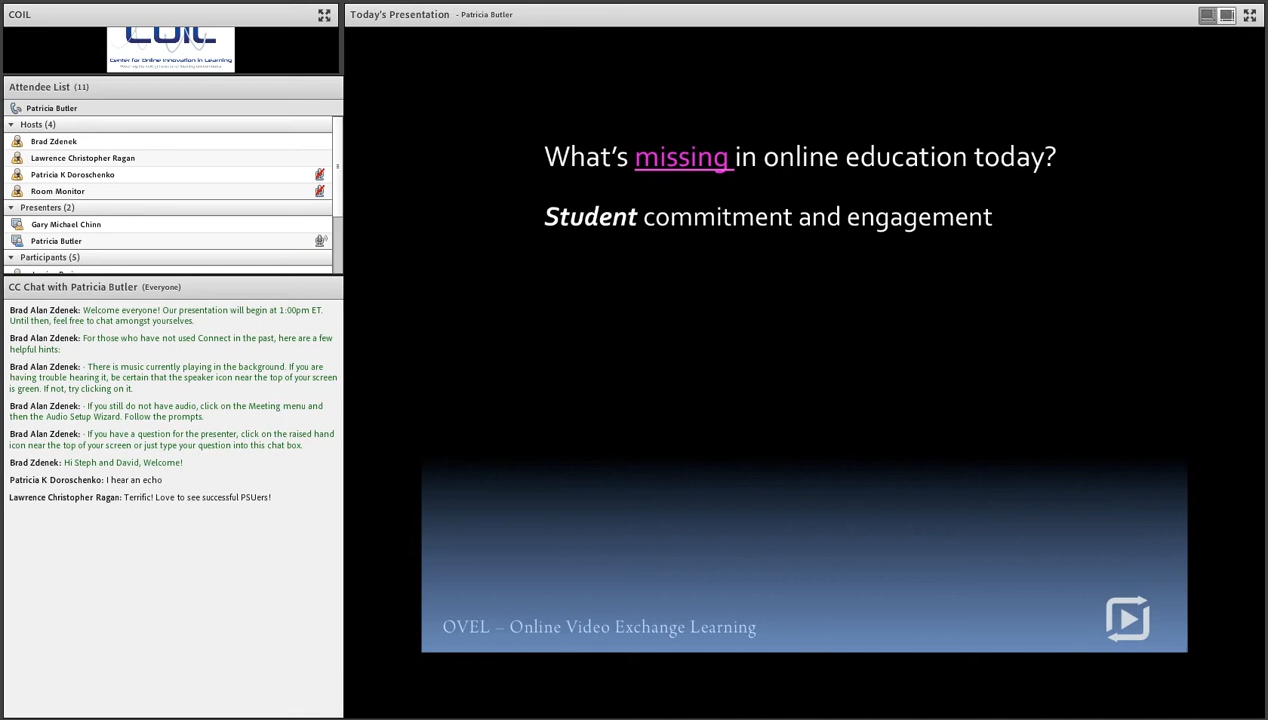 COIL
COIL
Center for Online Innovation in Learning
Attendee List (11)
Patricia Butler
Hosts (4)
Brad Zdenek
Lawrence Christopher Ragan
Patricia K Doroschenko
Room Monitor
Presenters (2)
Gary Michael Chinn
Patricia Butler
Participants (5)
CC Chat with Patricia Butler (Everyone)
Brad Alan Zdenek: Welcome everyone! Our presentation will begin at 1:00pm ET.
Until then, feel free to chat amongst yourselves.
Brad Alan Zdenek: For those who have not used Connect in the past, here are a few
helpful hints:
Brad Alan Zdenek: - There is music currently playing in the background. If you are
having trouble hearing it, be certain that the speaker icon near the top of your screen
is green. If not, try clicking on it.
Brad Alan Zdenek: - If you still do not have audio, click on the Meeting menu and
then the Audio Setup Wizard. Follow the prompts.
Brad Alan Zdenek: - If you have a question for the presenter, click on the raised hand
icon near the top of your screen or just type your question into this chat box.
Brad Zdenek: Hi Steph and David, Welcome!
Patricia K Doroschenko: I hear an echo
Lawrence Christopher Ragan: Terrific! Love to see successful PSUers!
Today's Presentation - Patricia Butler
What's missing in online education today?
Student commitment and engagement
OVEL – Online Video Exchange Learning